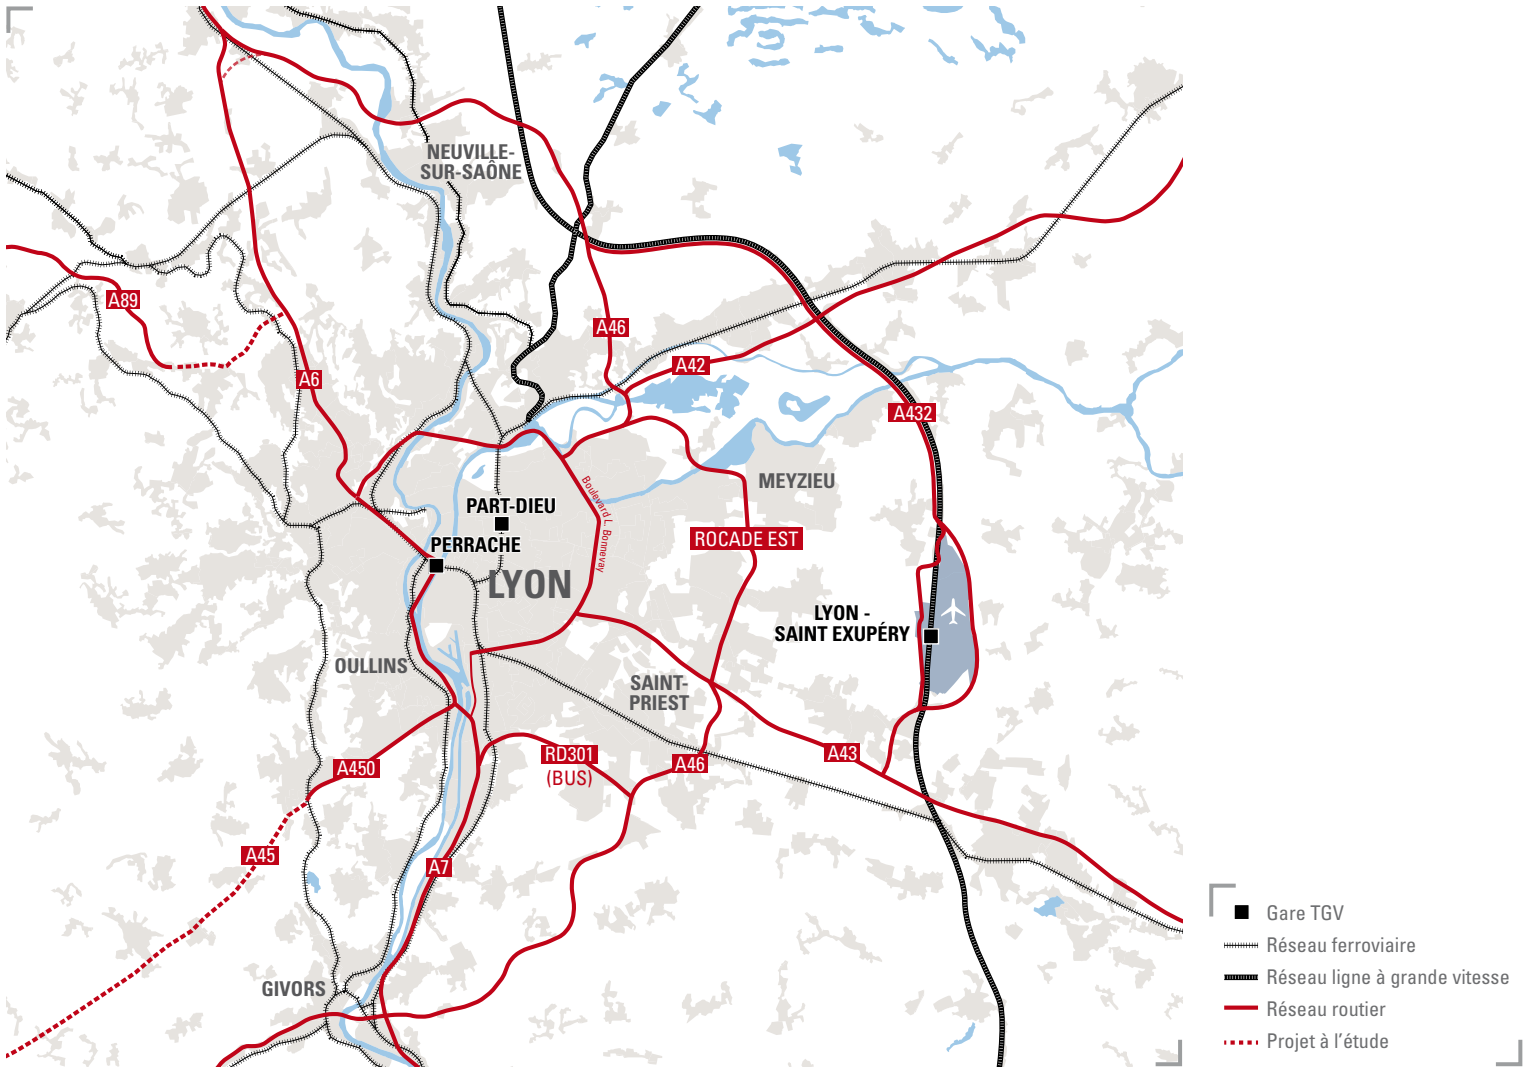 NEUVILLE-
SUR-SAÔNE
A89
A46
A42
A6
A432
MEYZIEU
Boulevard L. Bonnevay
PART-DIEU
ROCADE EST
PERRACHE
LYON
LYON -
SAINT EXUPÉRY
OULLINS
SAINT-
PRIEST
RD301
(BUS)
A43
A46
A450
A45
A7
GIVORS
Gare TGV
Réseau ferroviaire
Réseau ligne à grande vitesse
Réseau routier
Projet à l'étude